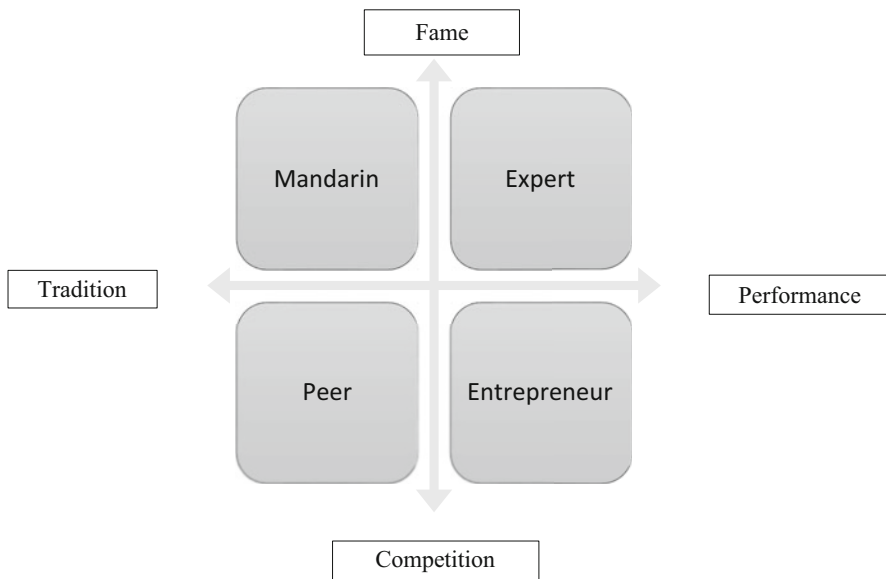 Fame
Mandarin
Expert
Tradition
Performance
Peer
Entrepreneur
Competition